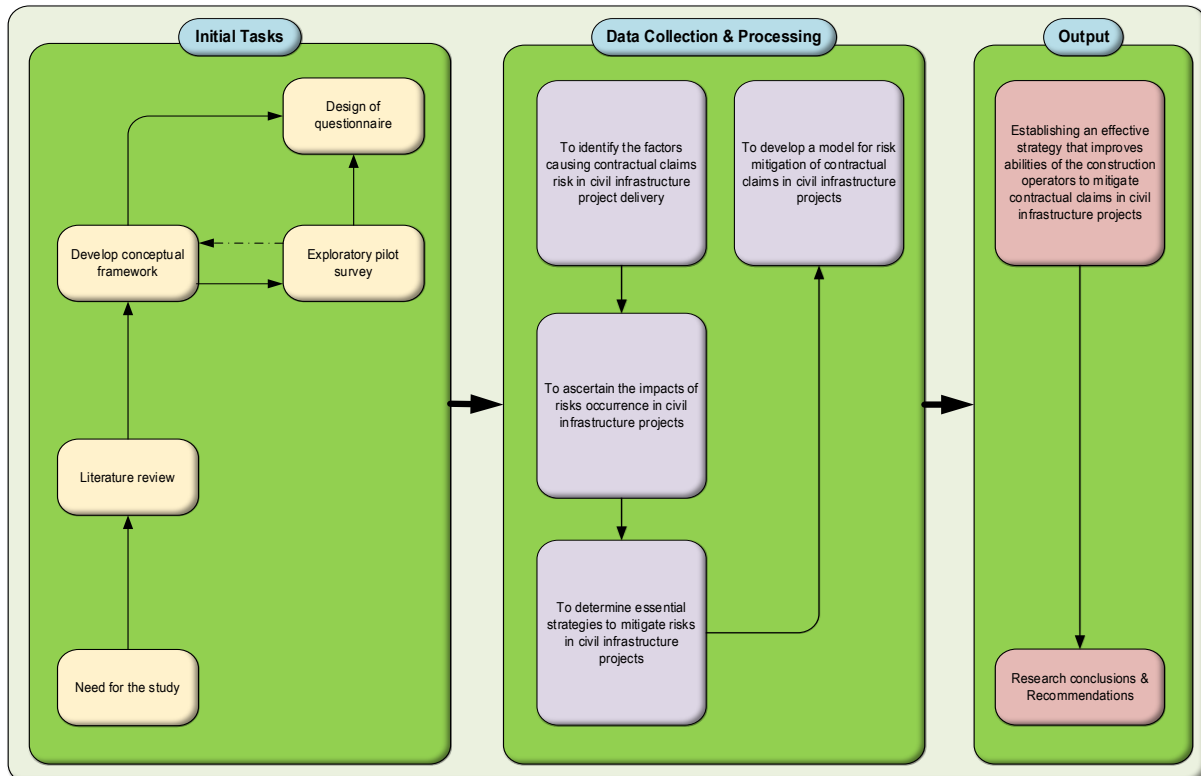 Initial Tasks
Design of
questionnaire
Develop conceptual
framework
Exploratory pilot
survey
Literature review
Need for the study
Data Collection & Processing
To identify the factors
causing contractual claims
risk in civil infrastructure
project delivery
To develop a model for risk
mitigation of contractual
claims in civil infrastructure
projects
To ascertain the impacts of
risks occurrence in civil
infrastructure projects
To determine essential
strategies to mitigate risks
in civil infrastructure
projects
Output
Establishing an effective
strategy that improves
abilities of the construction
operators to mitigate
contractual claims in civil
infrastructure projects
Research conclusions &
Recommendations